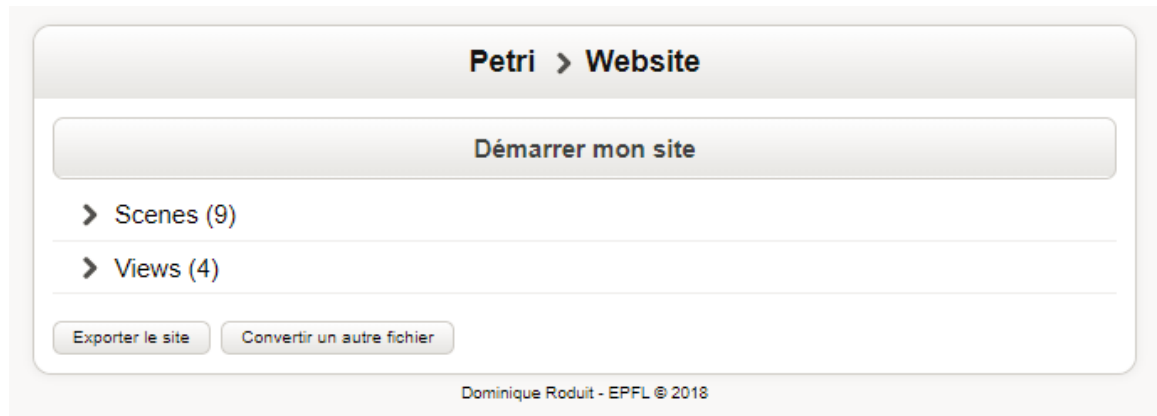 Petri > Website
Démarrer mon site
Scenes (9)
Views (4)
Exporter le site Convertir un autre fichier
Dominique Roduit - EPFL © 2018